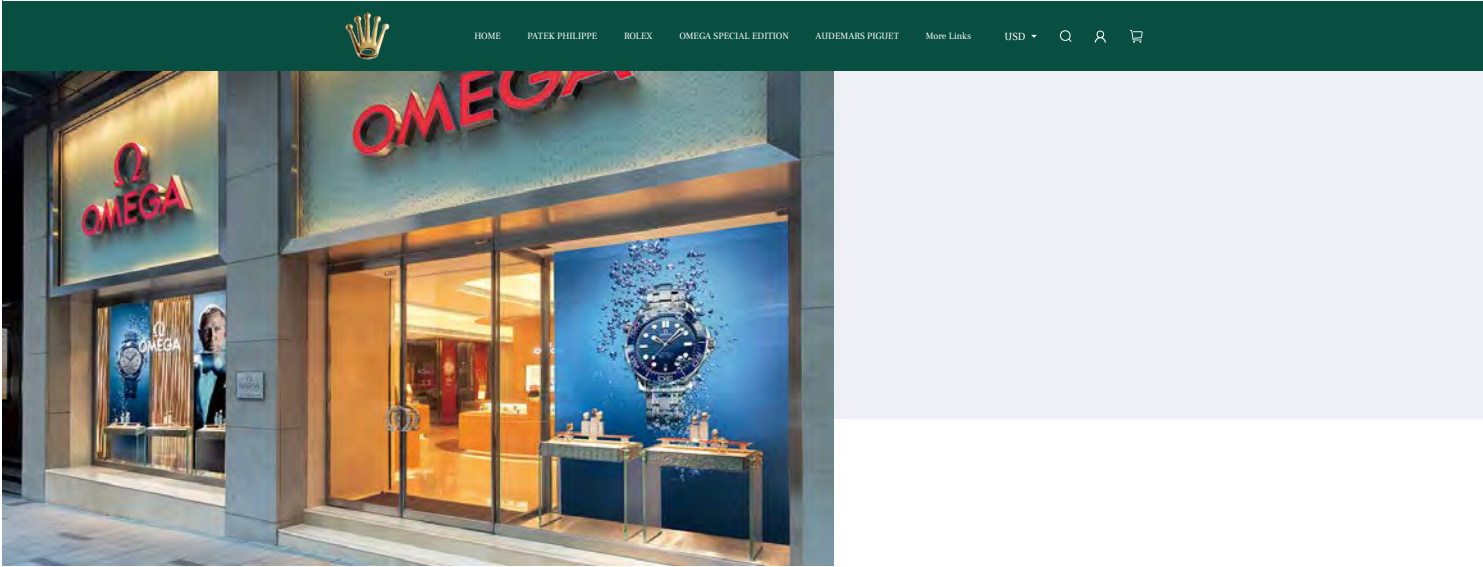 HOME PATEK PHILIPPE ROLEX OMEGA SPECIAL EDITION AUDEMARS PIGUET More Links USD
OMEGA
Ω
OMEGA
Ω
OMEGA